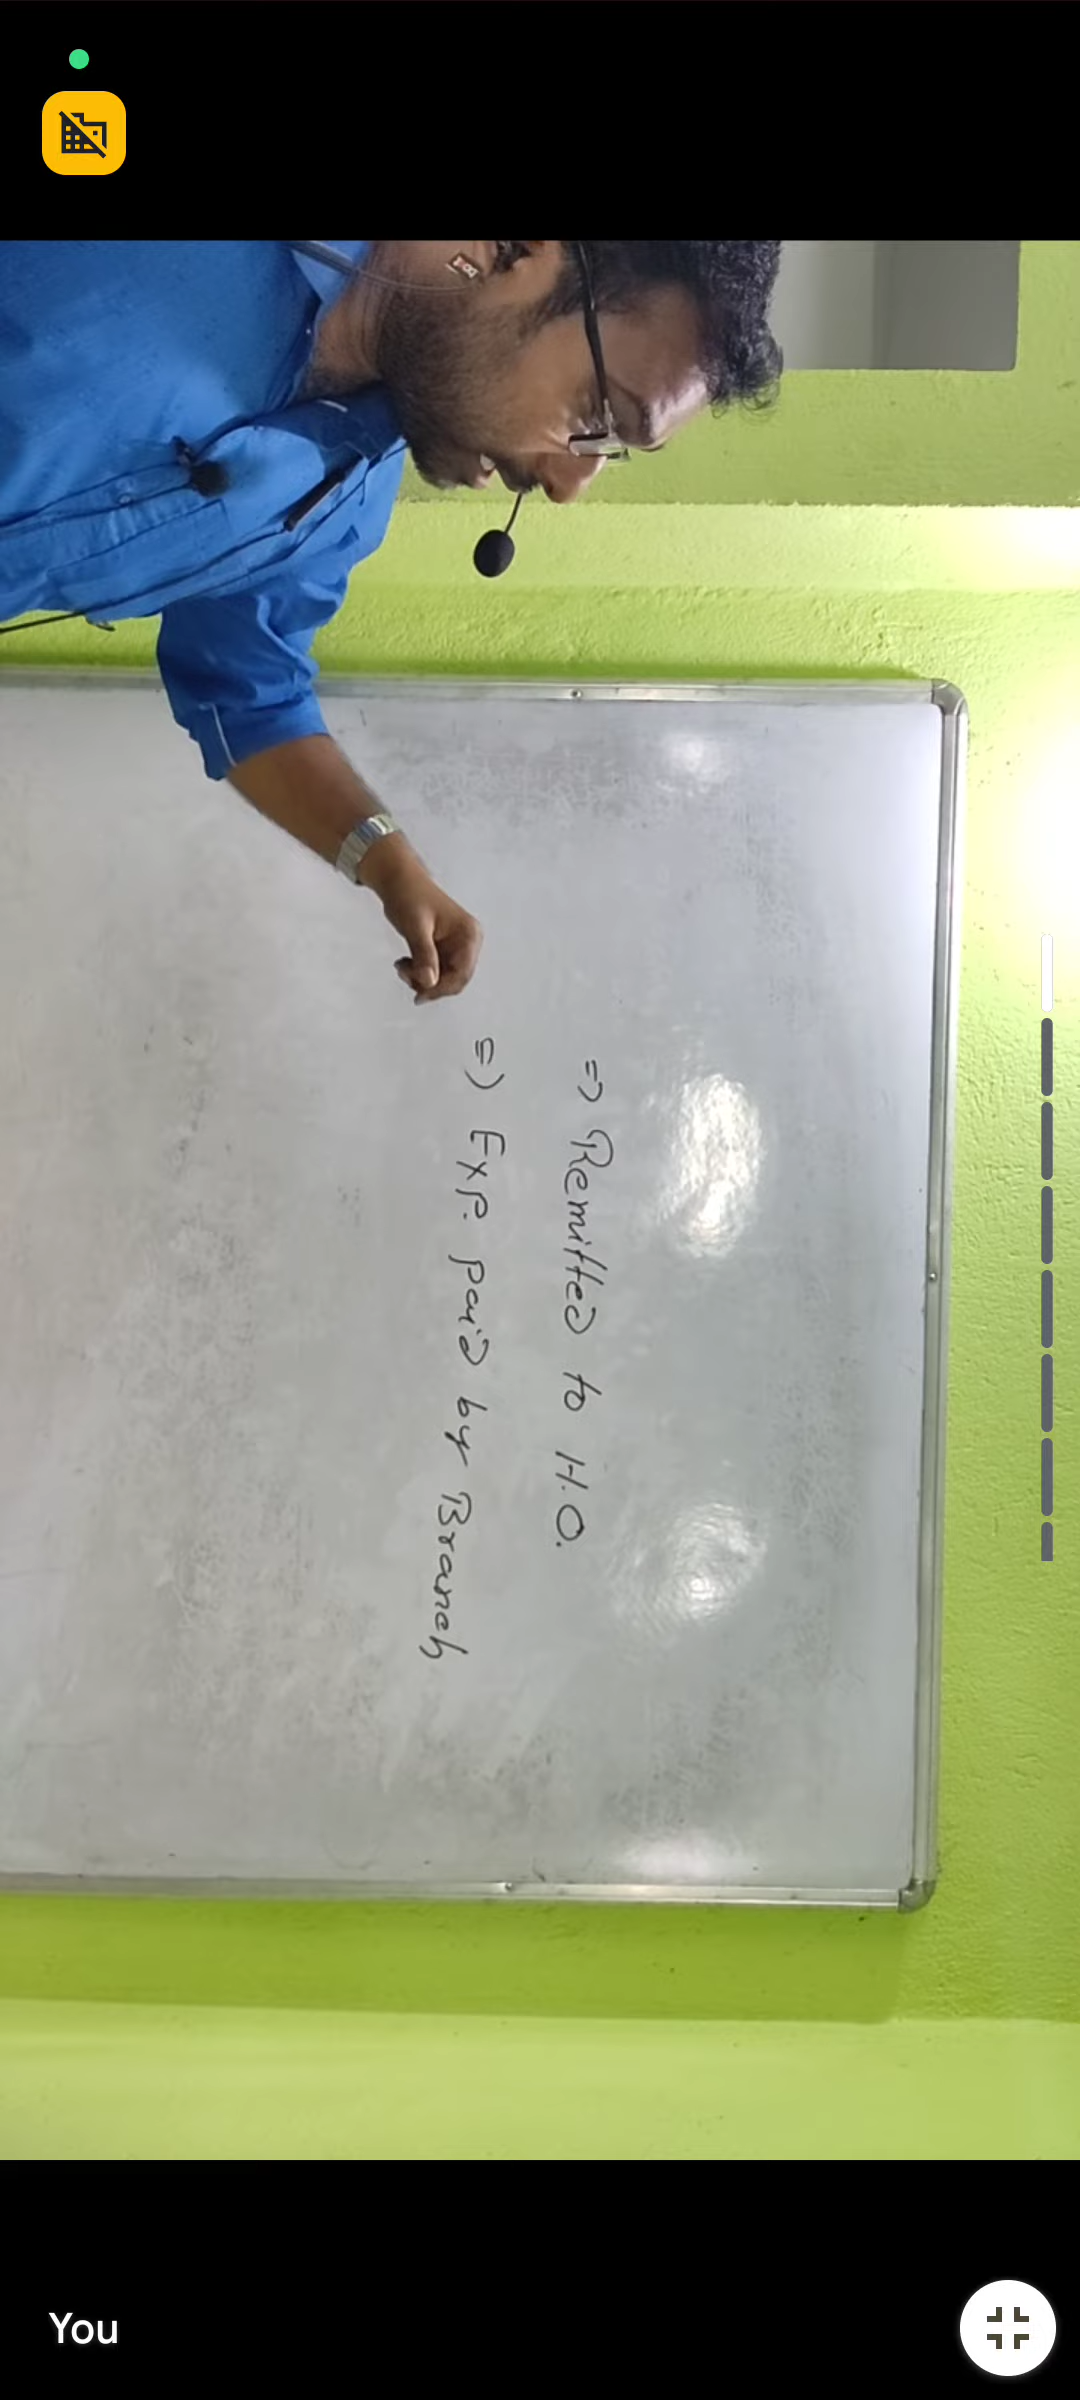 => Remitted to H.O.
=> Exp. paid by Branch
You